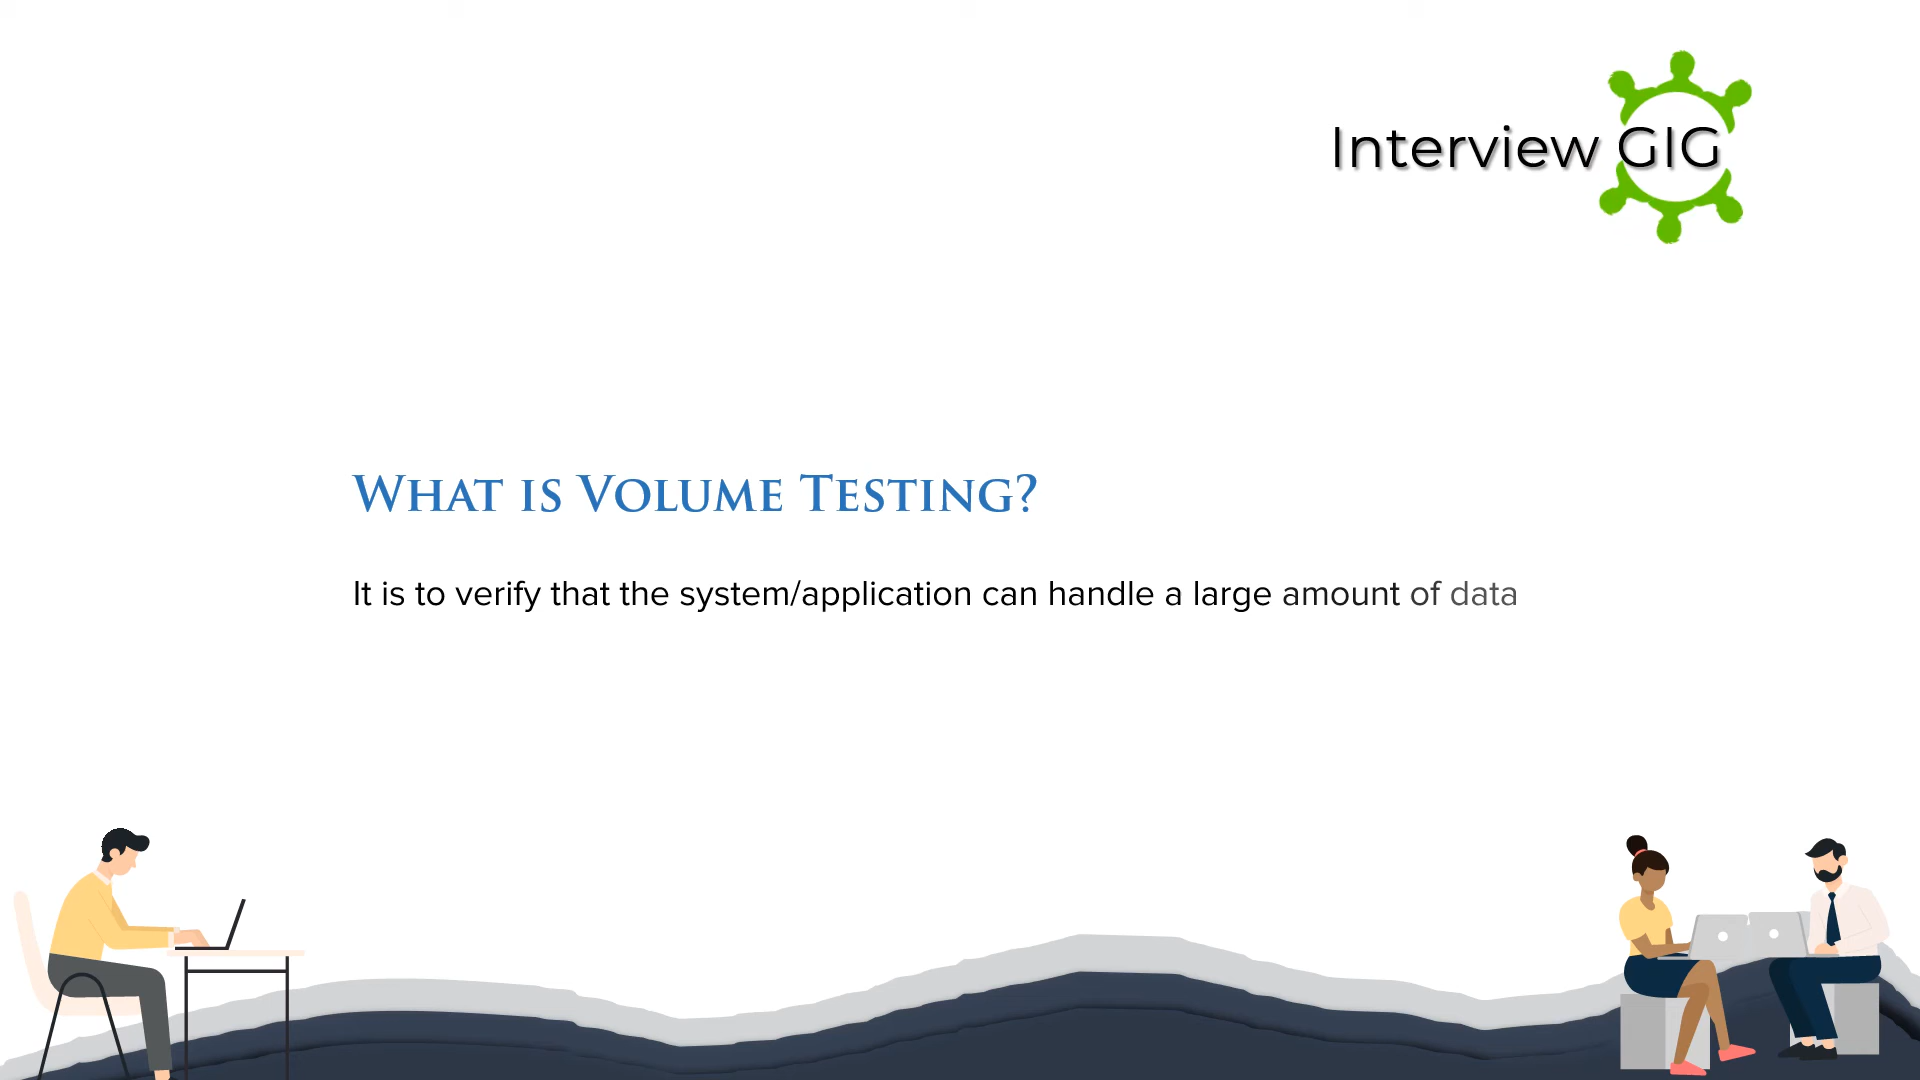 Interview GIG
What is Volume Testing?
It is to verify that the system/application can handle a large amount of data